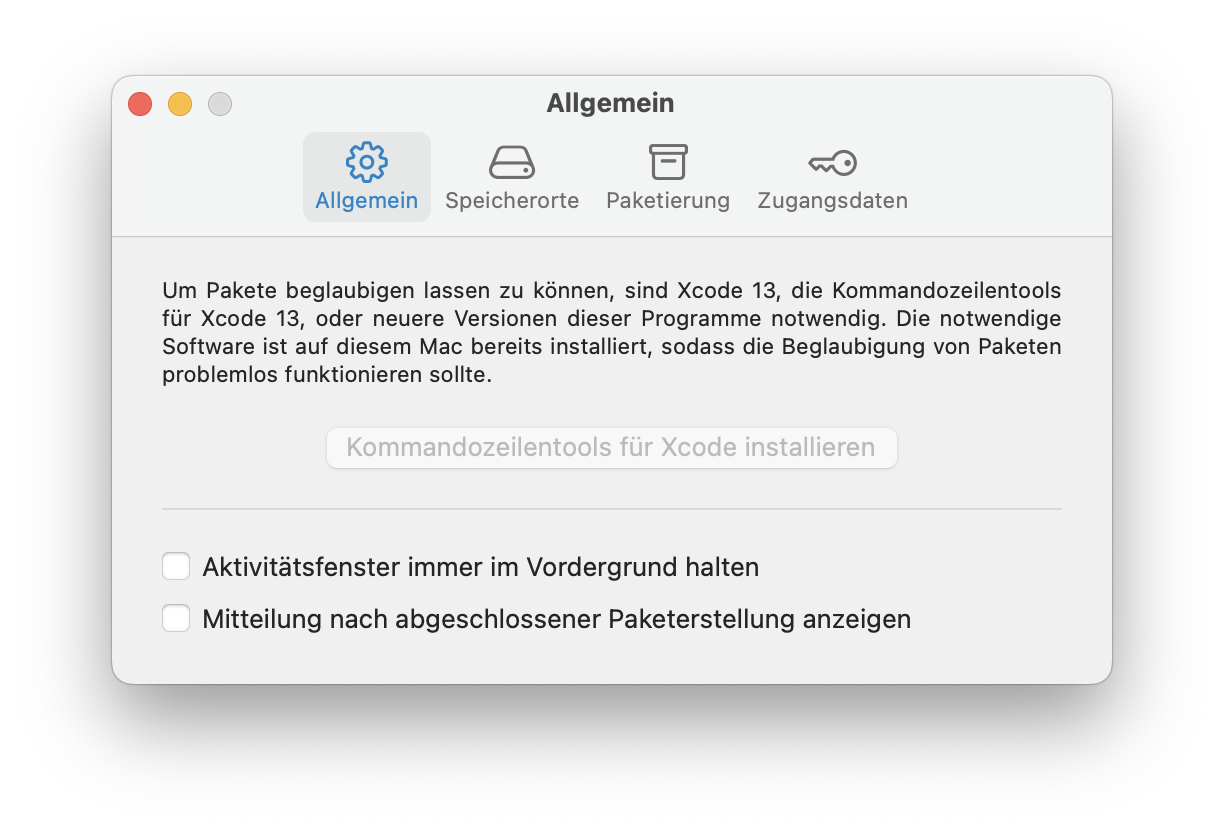 Allgemein
Allgemein
Speicherorte
Paketierung
Zugangsdaten
Um Pakete beglaubigen lassen zu können, sind Xcode 13, die Kommandozeilentools
für Xcode 13, oder neuere Versionen dieser Programme notwendig. Die notwendige
Software ist auf diesem Mac bereits installiert, sodass die Beglaubigung von Paketen
problemlos funktionieren sollte.
Kommandozeilentools für Xcode installieren
Aktivitätsfenster immer im Vordergrund halten
Mitteilung nach abgeschlossener Paketerstellung anzeigen